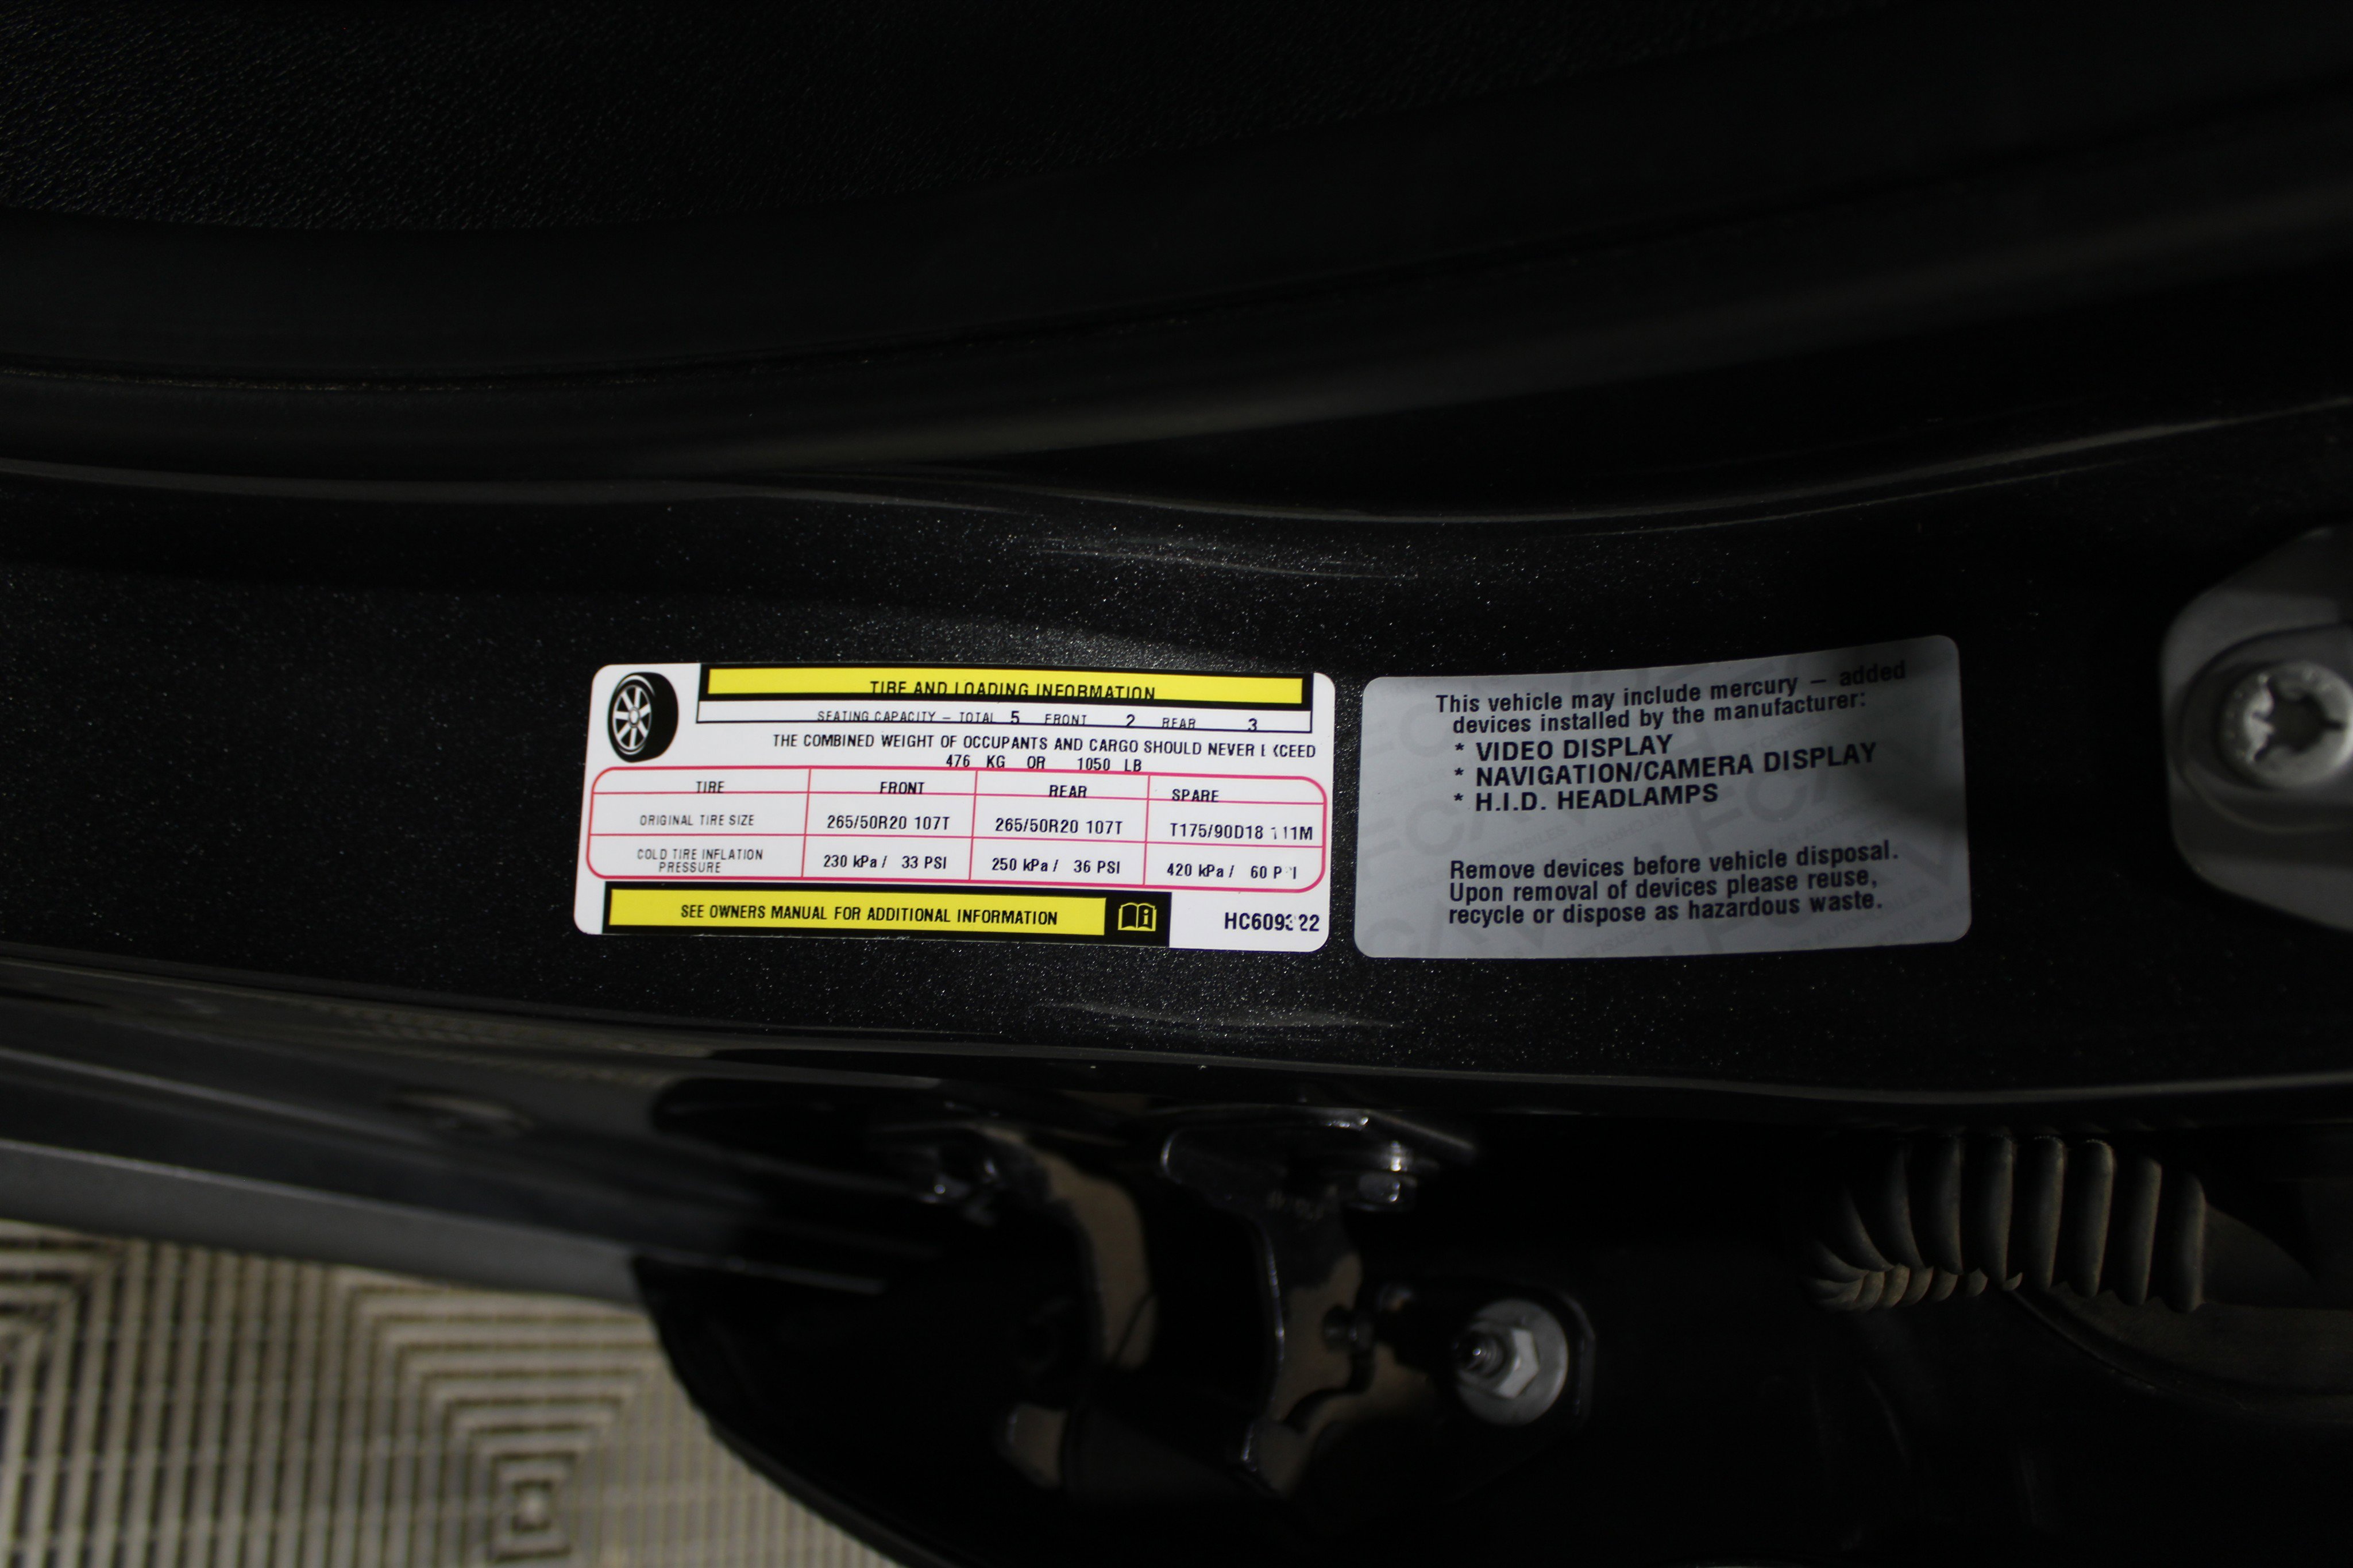 TIRE AND LOADING INFORMATION
SEATING CAPACITY – TOTAL 5 FRONT 2 REAR 3
THE COMBINED WEIGHT OF OCCUPANTS AND CARGO SHOULD NEVER
476 KG OR 1050 LB
TIRE FRONT REAR SPARE
ORIGINAL TIRE SIZE 265/50R20 107T 265/50R20 107T T175/90D18
COLD TIRE INFLATION
PRESSURE 230 kPa / 33 PSI 250 kPa / 36 PSI 420 kPa / 60
SEE OWNERS MANUAL FOR ADDITIONAL INFORMATION
This vehicle may include mercury – added
devices installed by the manufacturer:
* VIDEO DISPLAY
* NAVIGATION/CAMERA DISPLAY
* H.I.D. HEADLAMPS
Remove devices before vehicle disposal.
Upon removal of devices please reuse,
recycle or dispose as hazardous waste.